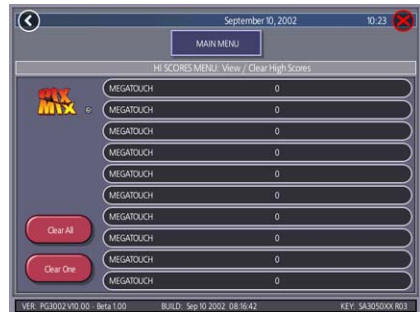 September 10, 2002 10:23
MAIN MENU
HI SCORES MENU: View / Clear High Scores
PIX
MIX
MEGATOUCH 0
MEGATOUCH 0
MEGATOUCH 0
MEGATOUCH 0
MEGATOUCH 0
MEGATOUCH 0
MEGATOUCH 0
MEGATOUCH 0
MEGATOUCH 0
MEGATOUCH 0
Clear All
Clear One
VER: PG3002 V10.00 - Beta 1.00 BUILD: Sep 10 2002 08:16:42 KEY: SA3050XX R03